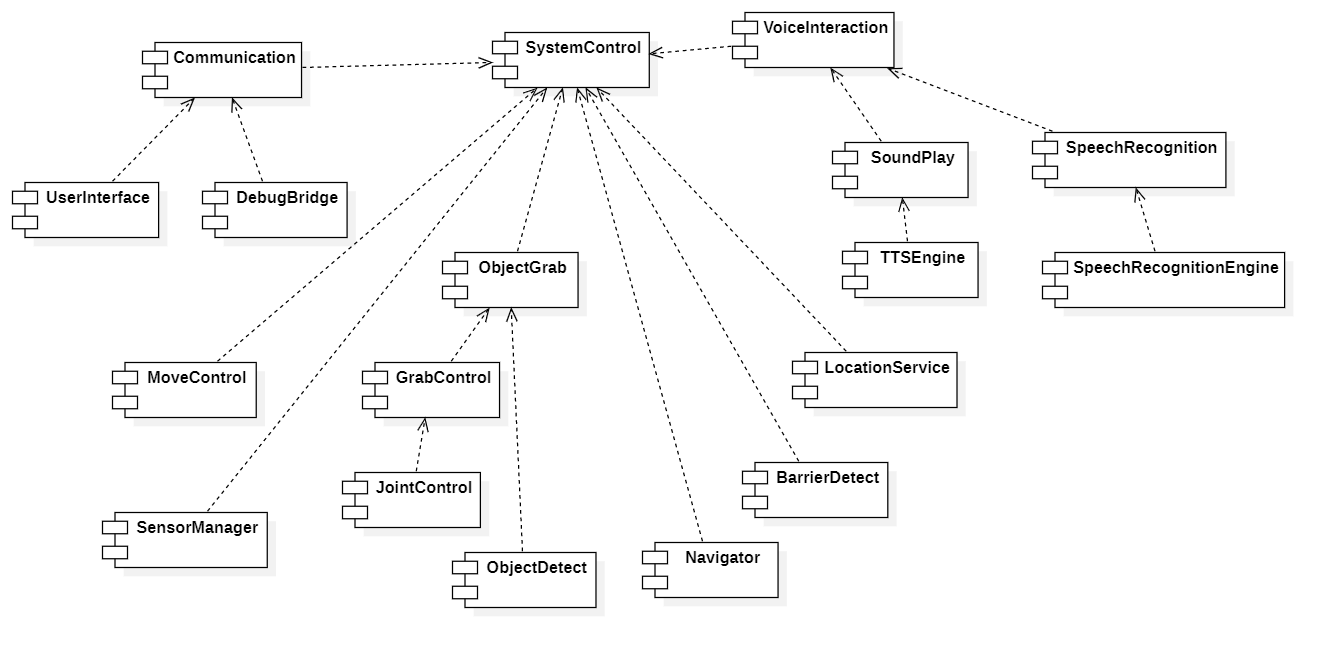 VoiceInteraction
SystemControl
Communication
SoundPlay
SpeechRecognition
UserInterface
DebugBridge
TTSEngine
ObjectGrab
SpeechRecognitionEngine
LocationService
MoveControl
GrabControl
BarrierDetect
JointControl
SensorManager
Navigator
ObjectDetect